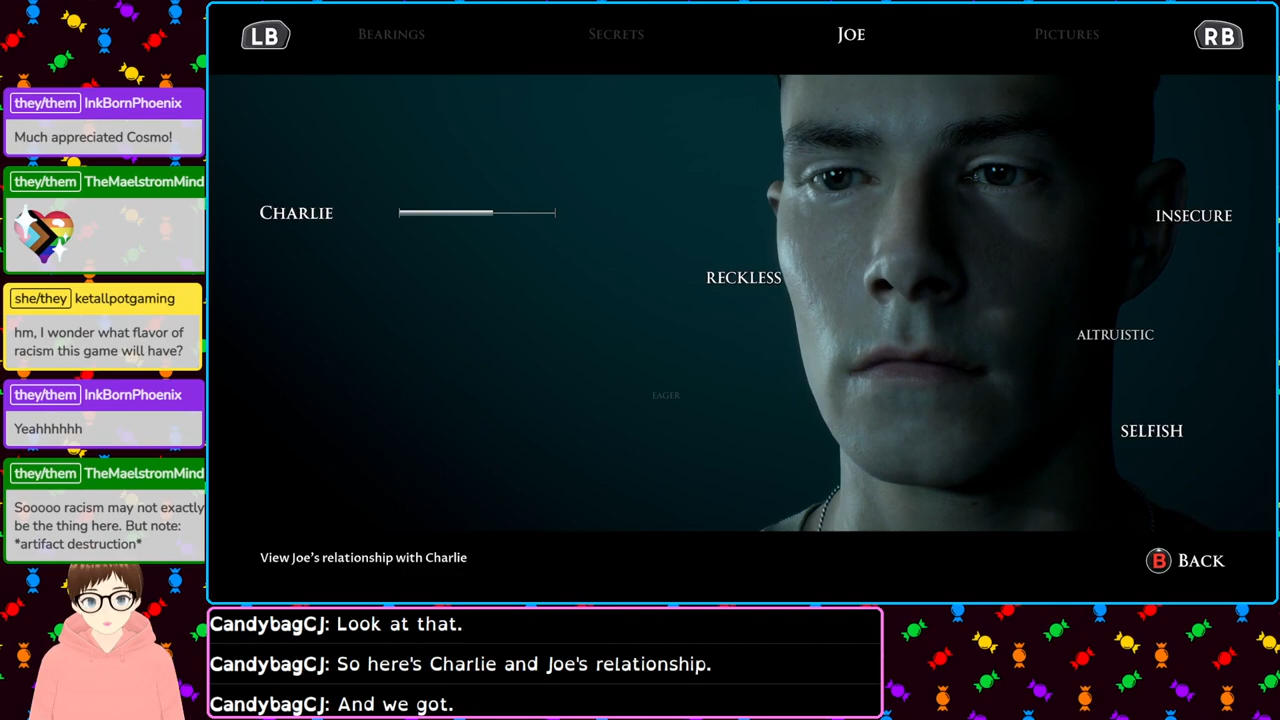 LB
BEARINGS
SECRETS
JOE
PICTURES
RB
they/them InkBornPhoenix
Much appreciated Cosmo!
they/them TheMaelstromMind
she/they ketallpotgaming
hm, I wonder what flavor of
racism this game will have?
they/them InkBornPhoenix
Yeahhhhhh
they/them TheMaelstromMind
Sooooo racism may not exactly
be the thing here. But note:
*artifact destruction*
CHARLIE
RECKLESS
INSECURE
ALTRUISTIC
EAGER
SELFISH
View Joe's relationship with Charlie
B BACK
CandybagCJ: Look at that.
CandybagCJ: So here's Charlie and Joe's relationship.
CandybagCJ: And we got.